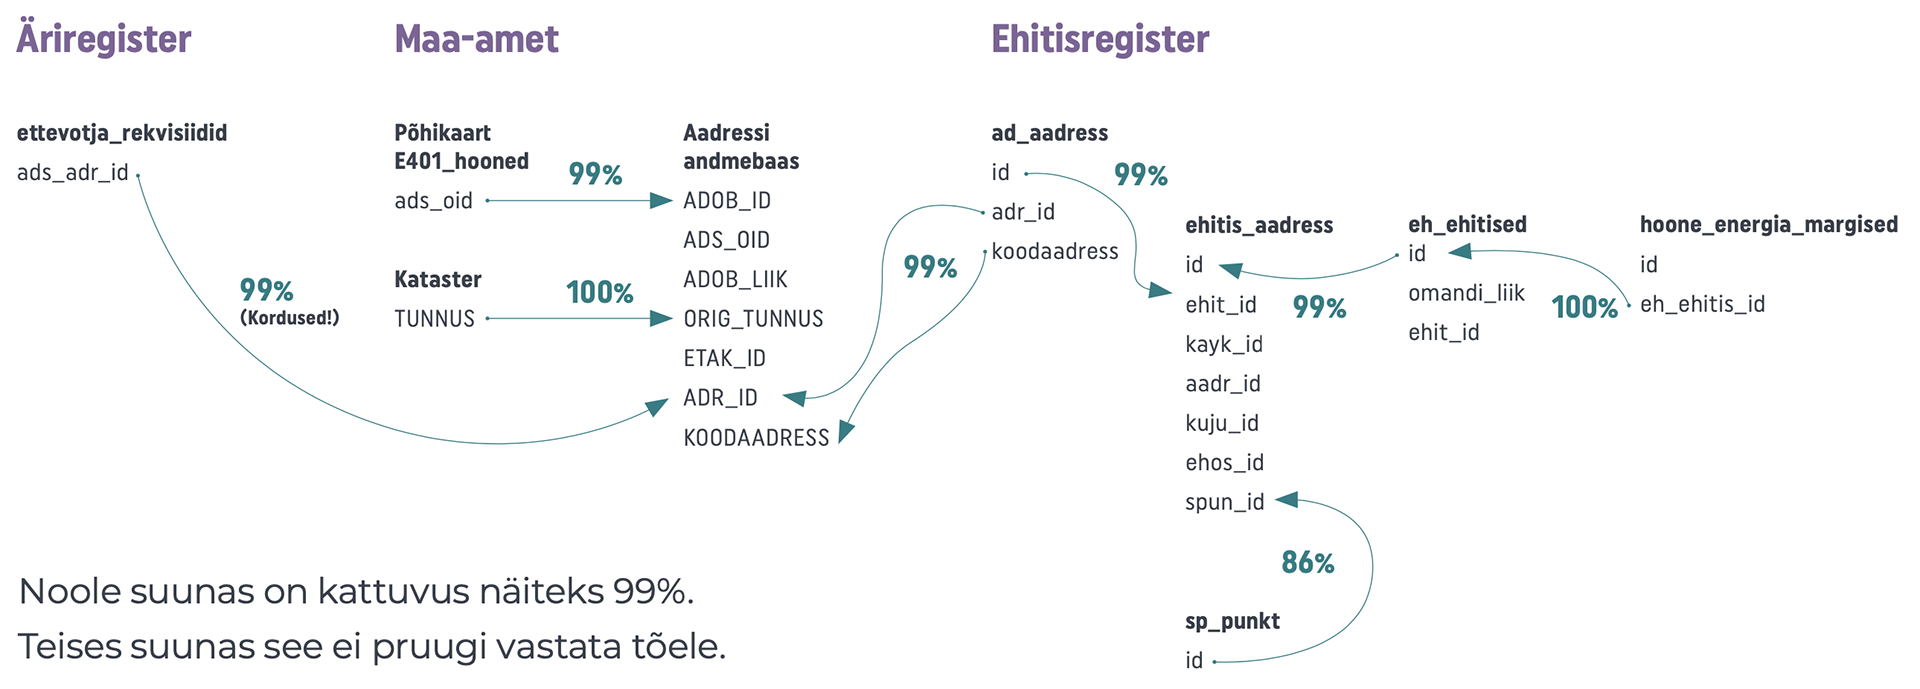 Äriregister
Maa-amet
Ehitisregister
ettevotja_rekvisiidid
ads_adr_id
99%
(Kordused!)
Põhikaart
E401_hooned
ads_oid
99%
Kataster
TUNNUS
100%
Aadressi
andmebaas
ADOB_ID
ADS_OID
ADOB_LIIK
ORIG_TUNNUS
ETAK_ID
ADR_ID
KOODAADRESS
99%
ad_aadress
id
adr_id
koodaadress
99%
ehitis_aadress
id
ehit_id
kayk_id
aadr_id
kuju_id
ehos_id
spun_id
99%
eh_ehitised
id
omandi_liik
ehit_id
100%
hoone_energia_margised
id
eh_ehitis_id
86%
sp_punkt
id
Noole suunas on kattuvus näiteks 99%.
Teises suunas see ei pruugi vastata tõele.